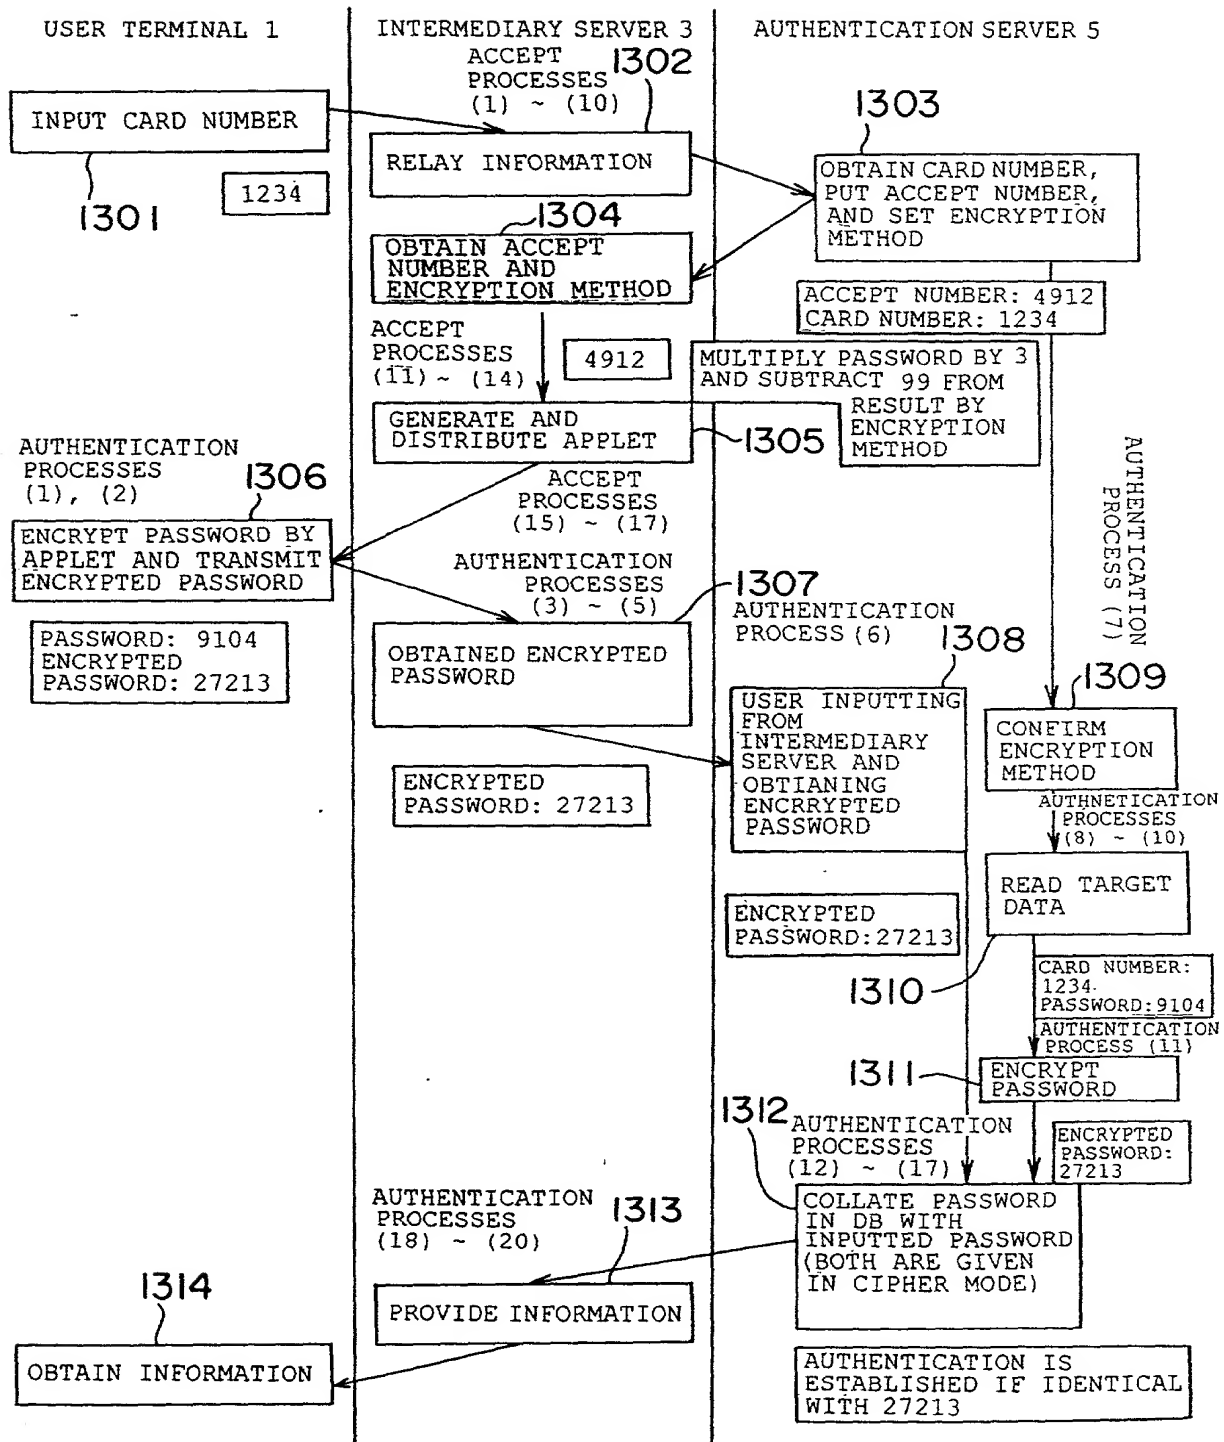 USER TERMINAL 1
INTERMEDIARY SERVER 3
AUTHENTICATION SERVER 5
ACCEPT
PROCESSES
(1) ~ (10)
1302
INPUT CARD NUMBER
1301
1234
RELAY INFORMATION
1303
OBTAIN CARD NUMBER,
PUT ACCEPT NUMBER,
AND SET ENCRYPTION
METHOD
1304
OBTAIN ACCEPT
NUMBER AND
ENCRYPTION METHOD
ACCEPT NUMBER: 4912
CARD NUMBER: 1234
ACCEPT
PROCESSES
(11) ~ (14)
4912
MULTIPLY PASSWORD BY 3
AND SUBTRACT 99 FROM
RESULT BY
ENCRYPTION
METHOD
GENERATE AND
DISTRIBUTE APPLET
1305
AUTHENTICATION
PROCESSES
(1), (2)
1306
ACCEPT
PROCESSES
(15) ~ (17)
ENCRYPT PASSWORD BY
APPLET AND TRANSMIT
ENCRYPTED PASSWORD
PASSWORD: 9104
ENCRYPTED
PASSWORD: 27213
AUTHENTICATION
PROCESSES
(3) ~ (5)
1307
OBTAINED ENCRYPTED
PASSWORD
ENCRYPTED
PASSWORD: 27213
AUTHENTICATION
PROCESS (6)
1308
USER INPUTTING
FROM
INTERMEDIARY
SERVER AND
OBTIANING
ENCRRYPTED
PASSWORD
ENCRYPTED
PASSWORD: 27213
AUTHENTICATION
PROCESS (7)
1309
CONFIRM
ENCRYPTION
METHOD
AUTHNETICATION
PROCESSES
(8) ~ (10)
READ TARGET
DATA
1310
CARD NUMBER:
1234
PASSWORD:9104
AUTHENTICATION
PROCESS (11)
1311
ENCRYPT
PASSWORD
ENCRYPTED
PASSWORD:
27213
1312
AUTHENTICATION
PROCESSES
(12) ~ (17)
COLLATE PASSWORD
IN DB WITH
INPUTTED PASSWORD
(BOTH ARE GIVEN
IN CIPHER MODE)
AUTHENTICATION IS
ESTABLISHED IF IDENTICAL
WITH 27213
AUTHENTICATION
PROCESSES
(18) ~ (20)
1313
PROVIDE INFORMATION
1314
OBTAIN INFORMATION